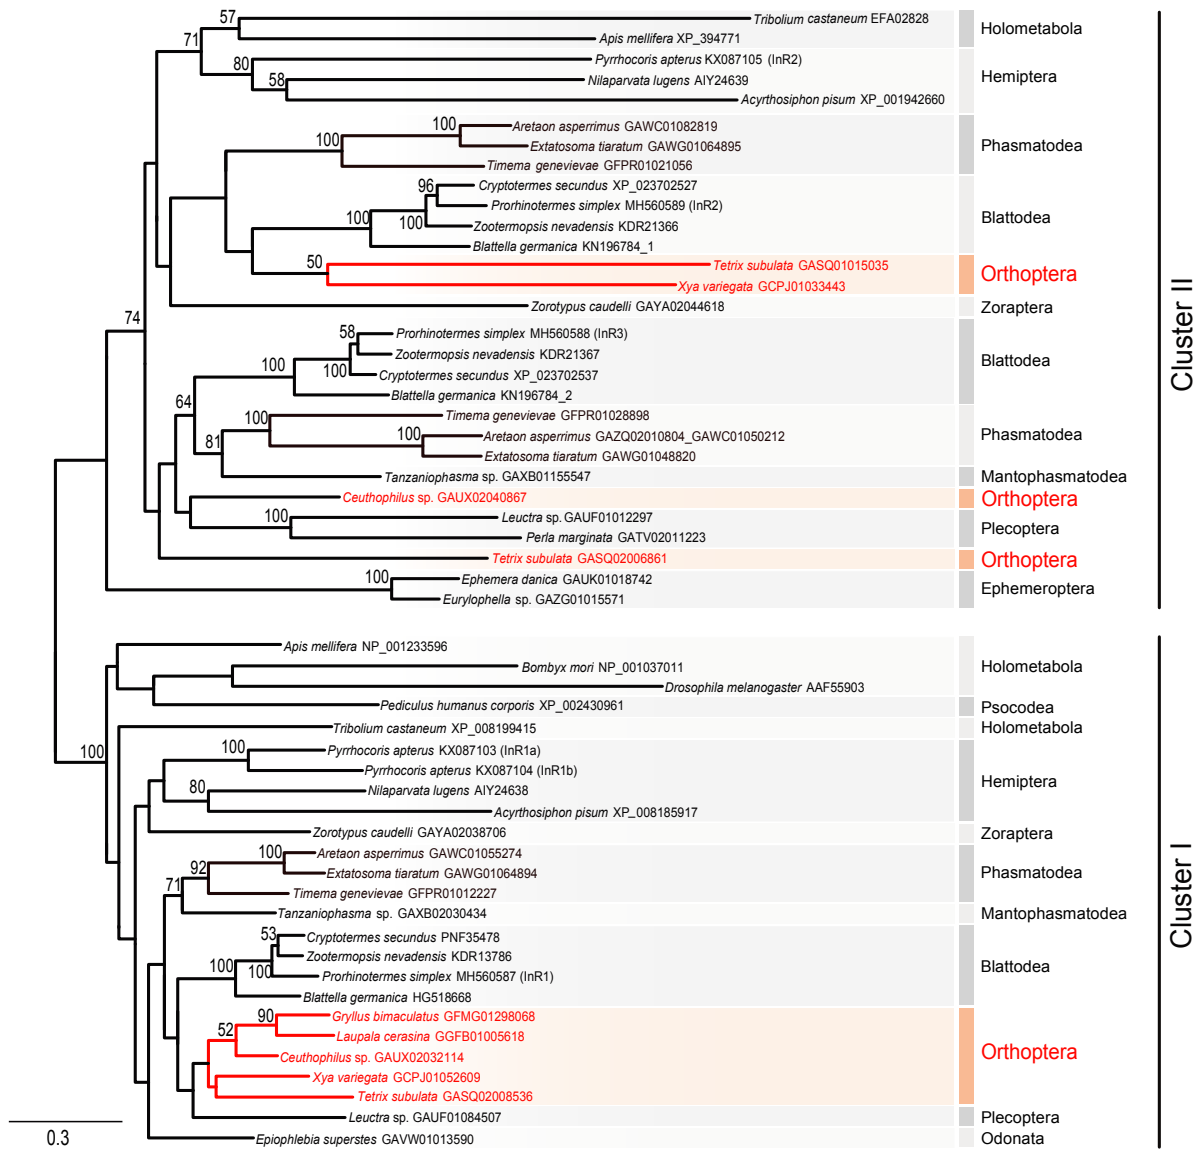 57
Tribolium castaneum EFA02828
Holometabola
71
Apis mellifera XP_394771
80
Pyrrhocoris apterus KX087105 (InR2)
Hemiptera
58
Nilaparvata lugens AIY24639
Acyrthosiphon pisum XP_001942660
100
100
Aretaon asperrimus GAWC01082819
Phasmatodea
Extatosoma tiaratum GAWG01064895
Timema genevievae GFPR01021056
96
Cryptotermes secundus XP_023702527
Blattodea
100
100
Prorhinotermes simplex MH560589 (InR2)
Zootermopsis nevadensis KDR21366
Blattella germanica KN196784_1
50
Tetrix subulata GASQ01015035
Orthoptera
Xya variegata GCPJ01033443
Zorotypus caudelli GAYA02044618
Zoraptera
74
58
Prorhinotermes simplex MH560588 (InR3)
Blattodea
100
100
Zootermopsis nevadensis KDR21367
Cryptotermes secundus XP_023702537
Blattella germanica KN196784_2
64
100
Timema genevievae GFPR01028898
Phasmatodea
81
100
Aretaon asperrimus GAZQ02010804_GAWC01050212
Extatosoma tiaratum GAWG01048820
Tanzaniophasma sp. GAXB01155547
Mantophasmatodea
Ceuthophilus sp. GAUX02040867
Orthoptera
100
Leuctra sp. GAUF01012297
Plecoptera
Perla marginata GATV02011223
Tetrix subulata GASQ02006861
Orthoptera
100
Ephemera danica GAUK01018742
Ephemeroptera
Eurylophella sp. GAZG01015571
Cluster II
Apis mellifera NP_001233596
Holometabola
Bombyx mori NP_001037011
Drosophila melanogaster AAF55903
Pediculus humanus corporis XP_002430961
Psocodea
Tribolium castaneum XP_008199415
Holometabola
100
100
Pyrrhocoris apterus KX087103 (InR1a)
Hemiptera
Pyrrhocoris apterus KX087104 (InR1b)
80
Nilaparvata lugens AIY24638
Acyrthosiphon pisum XP_008185917
Zorotypus caudelli GAYA02038706
Zoraptera
100
Aretaon asperrimus GAWC01055274
Phasmatodea
92
Extatosoma tiaratum GAWG01064894
71
Timema genevievae GFPR01012227
Tanzaniophasma sp. GAXB02030434
Mantophasmatodea
53
Cryptotermes secundus PNF35478
Blattodea
100
100
Zootermopsis nevadensis KDR13786
Prorhinotermes simplex MH560587 (InR1)
Blattella germanica HG518668
90
Gryllus bimaculatus GFMG01298068
Orthoptera
52
Laupala cerasina GGFB01005618
Ceuthophilus sp. GAUX02032114
Xya variegata GCPJ01052609
Tetrix subulata GASQ02008536
Leuctra sp. GAUF01084507
Plecoptera
Epiophlebia superstes GAVW01013590
Odonata
Cluster I
0.3